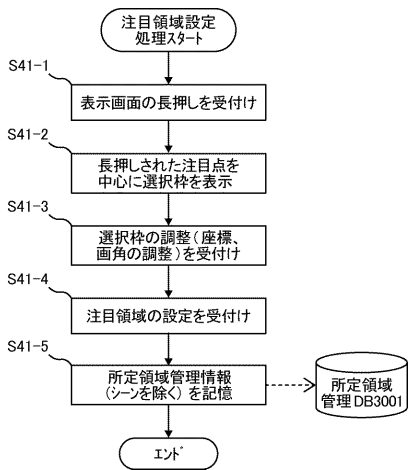 注目領域設定
処理スタート
S41-1
表示画面の長押しを受付け
S41-2
長押しされた注目点を
中心に選択枠を表示
S41-3
選択枠の調整(座標、
画角の調整)を受付け
S41-4
注目領域の設定を受付け
S41-5
所定領域管理情報
(シーンを除く)を記憶
所定領域
管理DB3001
エンド